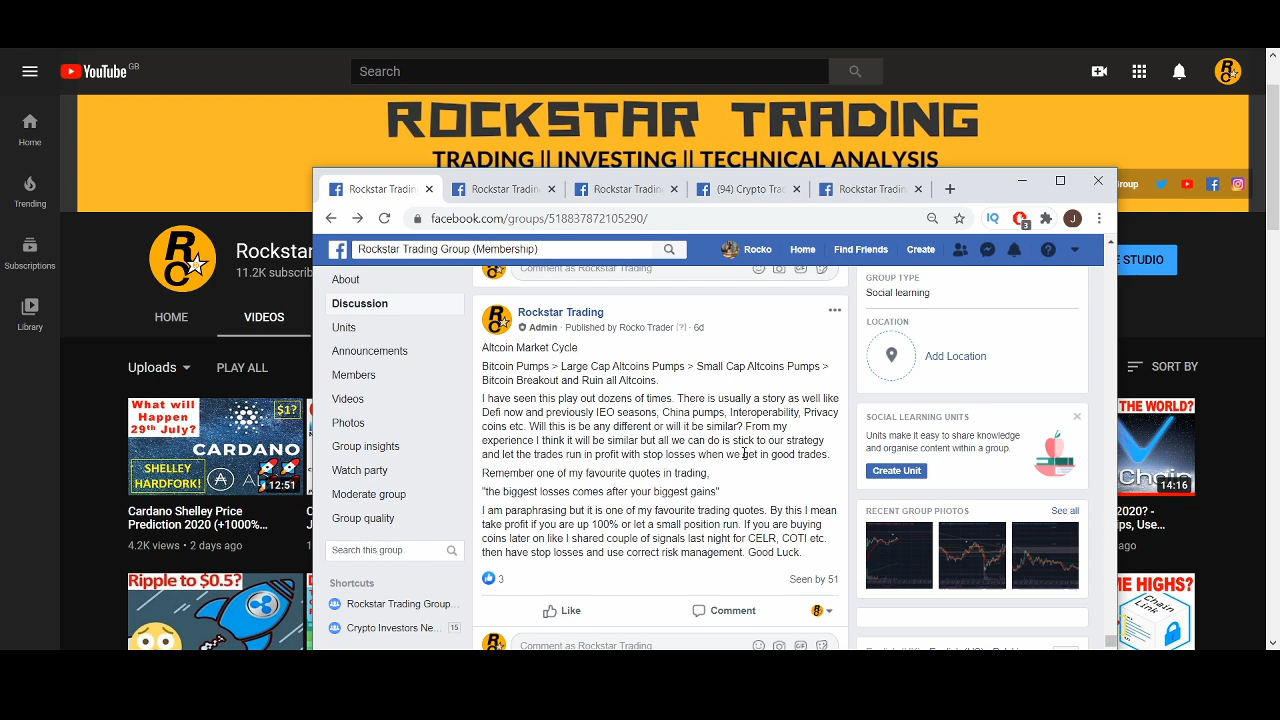 YouTube GB
Search
ROCKSTAR TRADING
TRADING || INVESTING || TECHNICAL ANALYSIS
Home
Trending
Subscriptions
Library
11.2K
HOME
VIDEOS
Uploads
PLAY ALL
SORT BY
What will
Happen
29th July?
$1?
CARDANO
SHELLEY
HARDFORK!
12:51
Cardano Shelley Price
Prediction 2020 (+1000%...
4.2K views • 2 days ago
Ripple to $0.5?
THE WORLD?
14:16
2020? -
ago
ME HIGHS?
Rockstar Trading
(94) Crypto Tra
Rockstar Trading
facebook.com/groups/518837872105290/
IQ
3
J
Rockstar Trading Group (Membership)
Rocko
Home
Find Friends
Create
STUDIO
About
Discussion
Units
Announcements
Members
Videos
Photos
Group insights
Watch party
Moderate group
Group quality
Search this group
Shortcuts
Rockstar Trading Group...
Crypto Investors Ne... 15
Comment as Rockstar Trading
Rockstar Trading
Admin · Published by Rocko Trader [?] · 6d
Altcoin Market Cycle
Bitcoin Pumps > Large Cap Altcoins Pumps > Small Cap Altcoins Pumps >
Bitcoin Breakout and Ruin all Altcoins.
I have seen this play out dozens of times. There is usually a story as well like
Defi now and previously IEO seasons, China pumps, Interoperability, Privacy
coins etc. Will this be any different or will it be similar? From my
experience I think it will be similar but all we can do is stick to our strategy
and let the trades run in profit with stop losses when we get in good trades.
Remember one of my favourite quotes in trading,
"the biggest losses comes after your biggest gains"
I am paraphrasing but it is one of my favourite trading quotes. By this I mean
take profit if you are up 100% or let a small position run. If you are buying
coins later on like I shared couple of signals last night for CELR, COTI etc.
then have stop losses and use correct risk management. Good Luck.
3
Seen by 51
Like
Comment
Comment as Rockstar Trading
GROUP TYPE
Social learning
LOCATION
Add Location
SOCIAL LEARNING UNITS
Units make it easy to share knowledge
and organise content within a group.
Create Unit
RECENT GROUP PHOTOS
See all